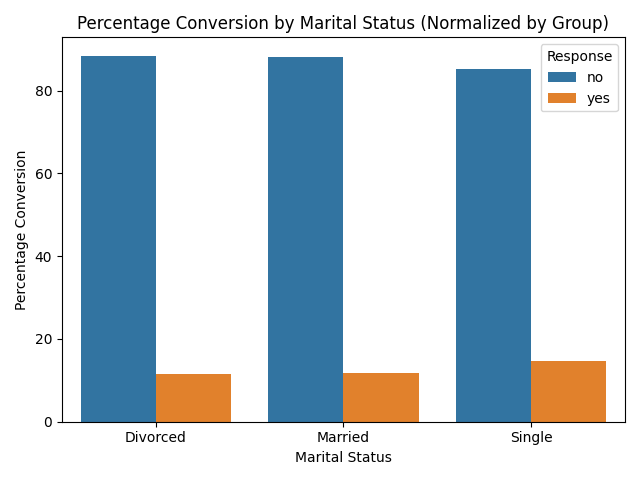 Percentage Conversion by Marital Status (Normalized by Group)
Response
no
yes
Percentage Conversion
80
60
40
20
0
Divorced Married Single
Marital Status